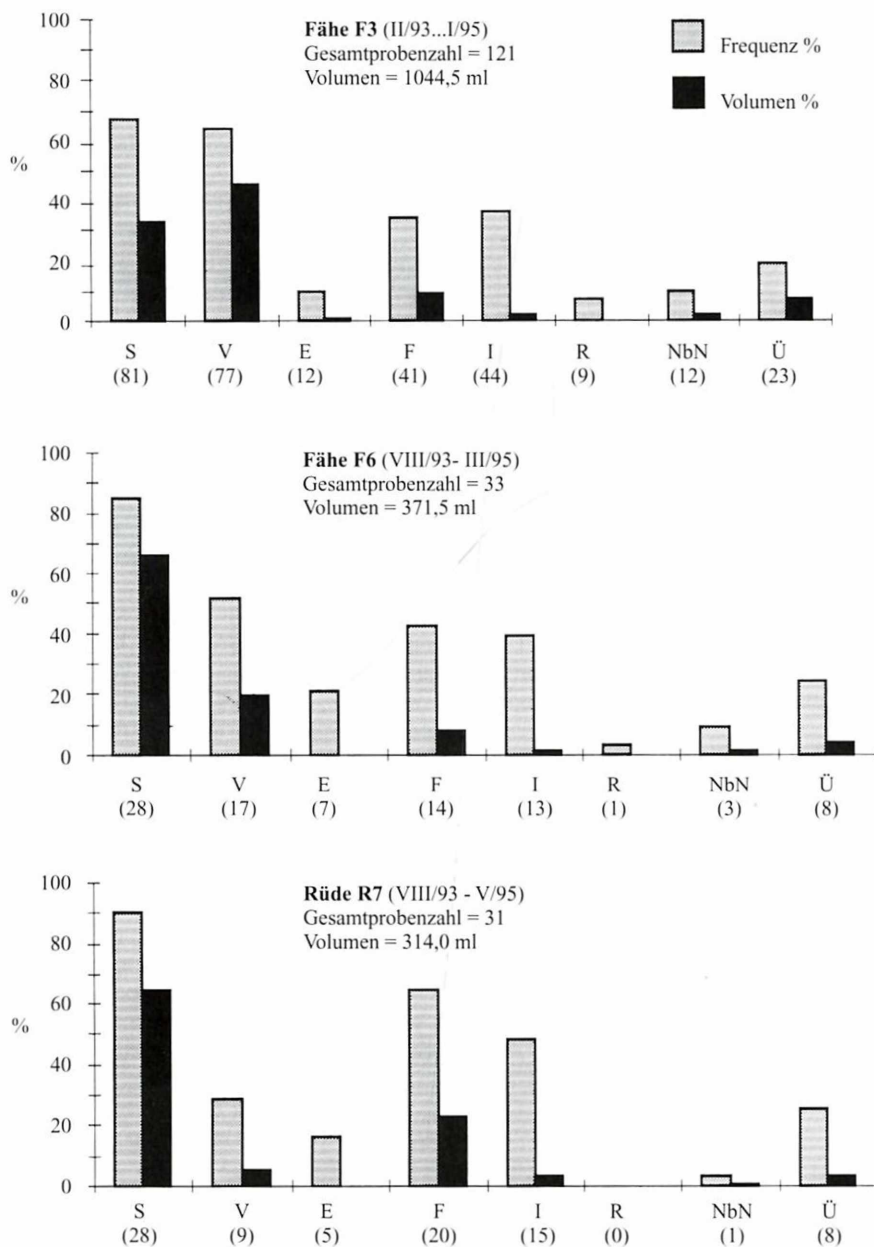 Fähe F3 (II/93...I/95)
Gesamtprobenzahl = 121
Volumen = 1044,5 ml
Frequenz %
Volumen %
%
100
80
60
40
20
0
S V E F I R NbN Ü
(81) (77) (12) (41) (44) (9) (12) (23)
Fähe F6 (VIII/93- III/95)
Gesamtprobenzahl = 33
Volumen = 371,5 ml
%
100
80
60
40
20
0
S V E F I R NbN Ü
(28) (17) (7) (14) (13) (1) (3) (8)
Rüde R7 (VIII/93 - V/95)
Gesamtprobenzahl = 31
Volumen = 314,0 ml
%
100
80
60
40
20
0
S V E F I R NbN Ü
(28) (9) (5) (20) (15) (0) (1) (8)